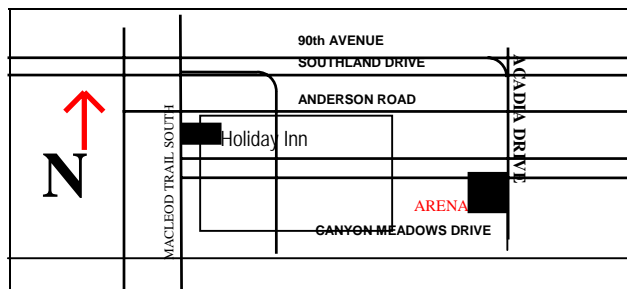 90th AVENUE
SOUTHLAND DRIVE
ANDERSON ROAD
ACADIA DRIVE
MACLEOD TRAIL SOUTH
Holiday Inn
N
ARENA
CANYON MEADOWS DRIVE